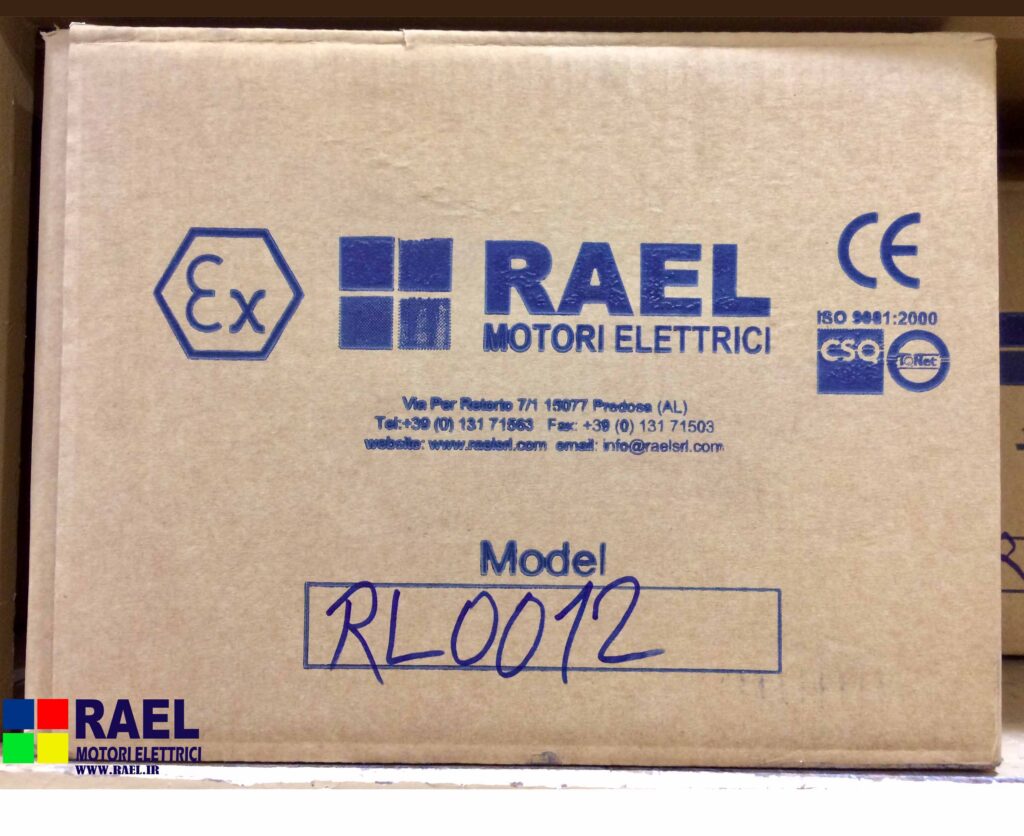 Ex
RAEL
MOTORI ELETTRICI
CE
ISO 9001:2000
CSQ
IQNet
Via Per Retorto 7/1 15077 Predosa (AL)
Tel:+39 (0) 131 71563 Fax: +39 (0) 131 71503
website: www.raelsrl.com email: info@raelsrl.com
Model
RL0012
RAEL
MOTORI ELETTRICI
WWW.RAEL.IR